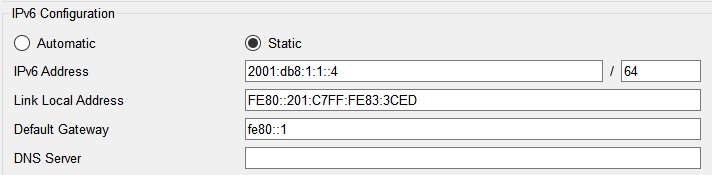 IPv6 Configuration
Automatic Static
IPv6 Address 2001:db8:1:1::4 / 64
Link Local Address FE80::201:C7FF:FE83:3CED
Default Gateway fe80::1
DNS Server